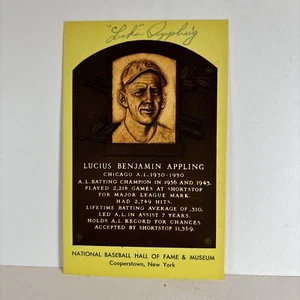 "Luke" Appling
LUCIUS BENJAMIN APPLING
CHICAGO A.L. 1930-1950
A.L. BATTING CHAMPION IN 1936 AND 1943.
PLAYED 2,218 GAMES AT SHORTSTOP
FOR MAJOR LEAGUE MARK.
HAD 2,749 HITS.
LIFETIME BATTING AVERAGE OF .310.
LED A.L. IN ASSIST 7 YEARS.
HOLDS A.L. RECORD FOR CHANCES
ACCEPTED BY SHORTSTOP 11,569.
NATIONAL BASEBALL HALL OF FAME & MUSEUM
Cooperstown, New York